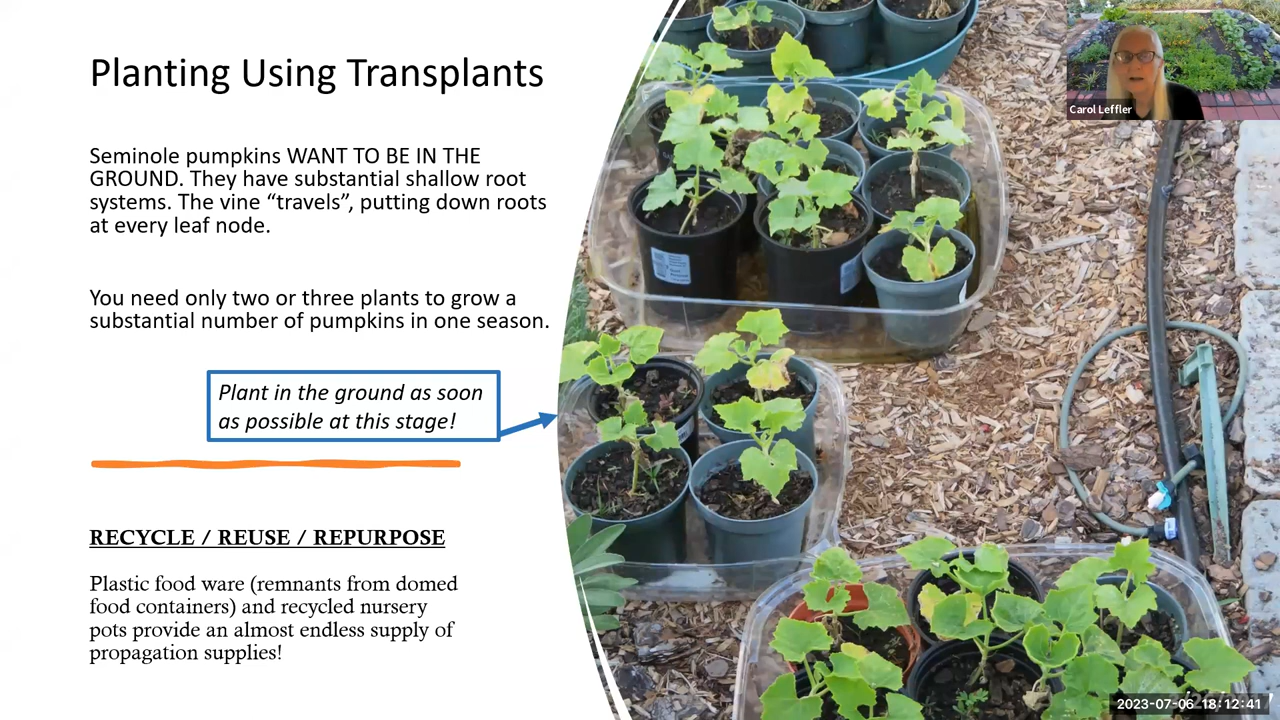 Planting Using Transplants
Carol Leffler
Seminole pumpkins WANT TO BE IN THE
GROUND. They have substantial shallow root
systems. The vine “travels”, putting down roots
at every leaf node.
You need only two or three plants to grow a
substantial number of pumpkins in one season.
Plant in the ground as soon
as possible at this stage!
RECYCLE / REUSE / REPURPOSE
Plastic food ware (remnants from domed
food containers) and recycled nursery
pots provide an almost endless supply of
propagation supplies!
2023-07-06 18:12:41